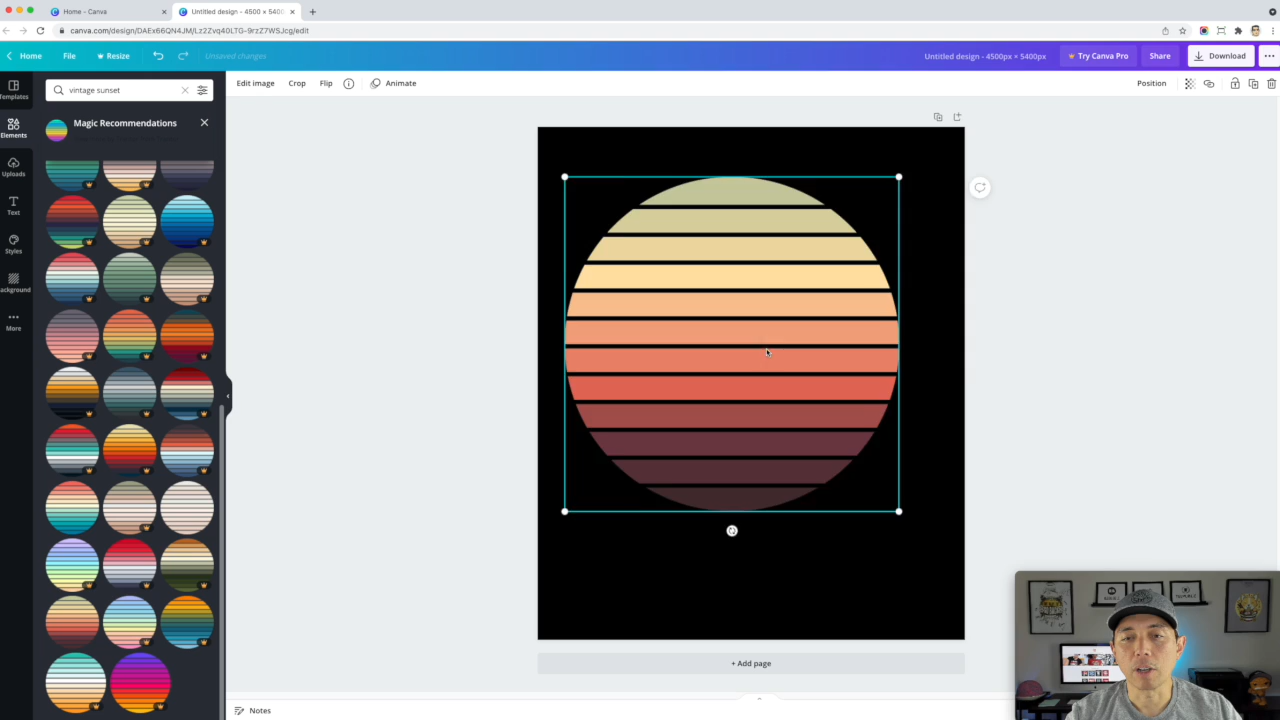 Home - Canva
Untitled design - 4500 × 5400
canva.com/design/DAEx66QN4JM/Lz2Zvq40LTG-9rzZ7WSJcg/edit
Home
File
Resize
Unsaved changes
Untitled design - 4500px × 5400px
Try Canva Pro
Share
Download
Templates
vintage sunset
Edit image
Crop
Flip
Animate
Position
Magic Recommendations
Elements
Uploads
Text
Styles
ackground
More
+ Add page
Notes